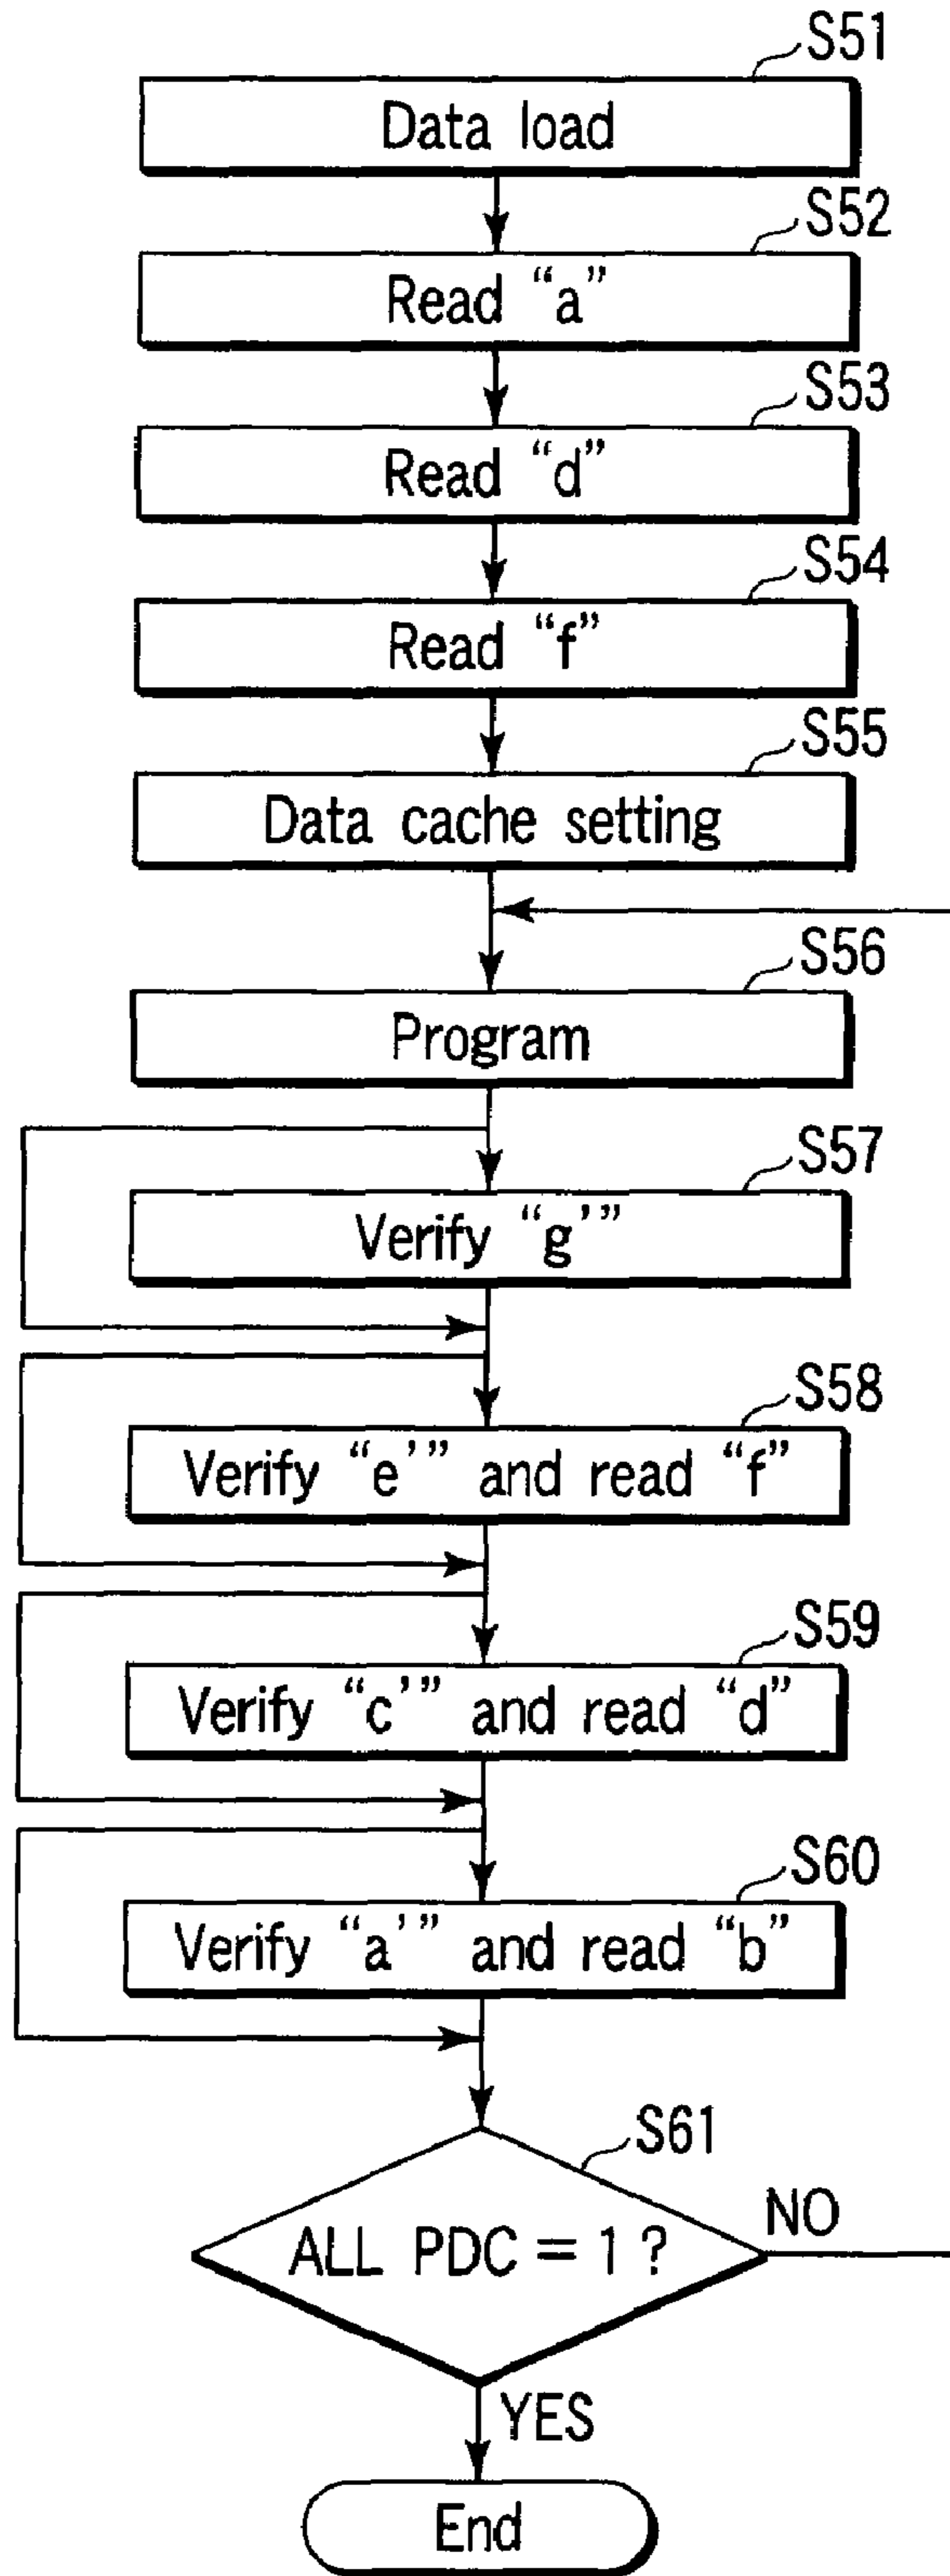 S51
Data load
S52
Read “a”
S53
Read “d”
S54
Read “f”
S55
Data cache setting
S56
Program
S57
Verify “g’”
S58
Verify “e’” and read “f”
S59
Verify “c’” and read “d”
S60
Verify “a’” and read “b”
S61
ALL PDC = 1 ?
NO
YES
End